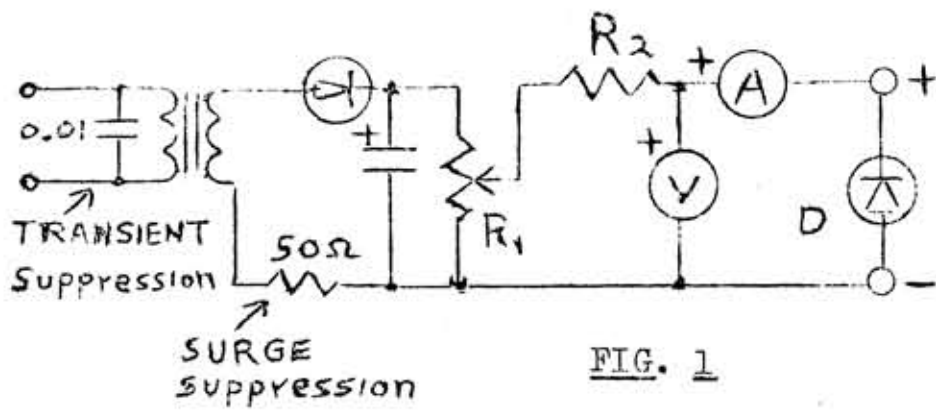 0.01
TRANSIENT
Suppression
50Ω
SURGE
Suppression
+
R₁
R₂
+
V
+
A
+
D
-
FIG. 1